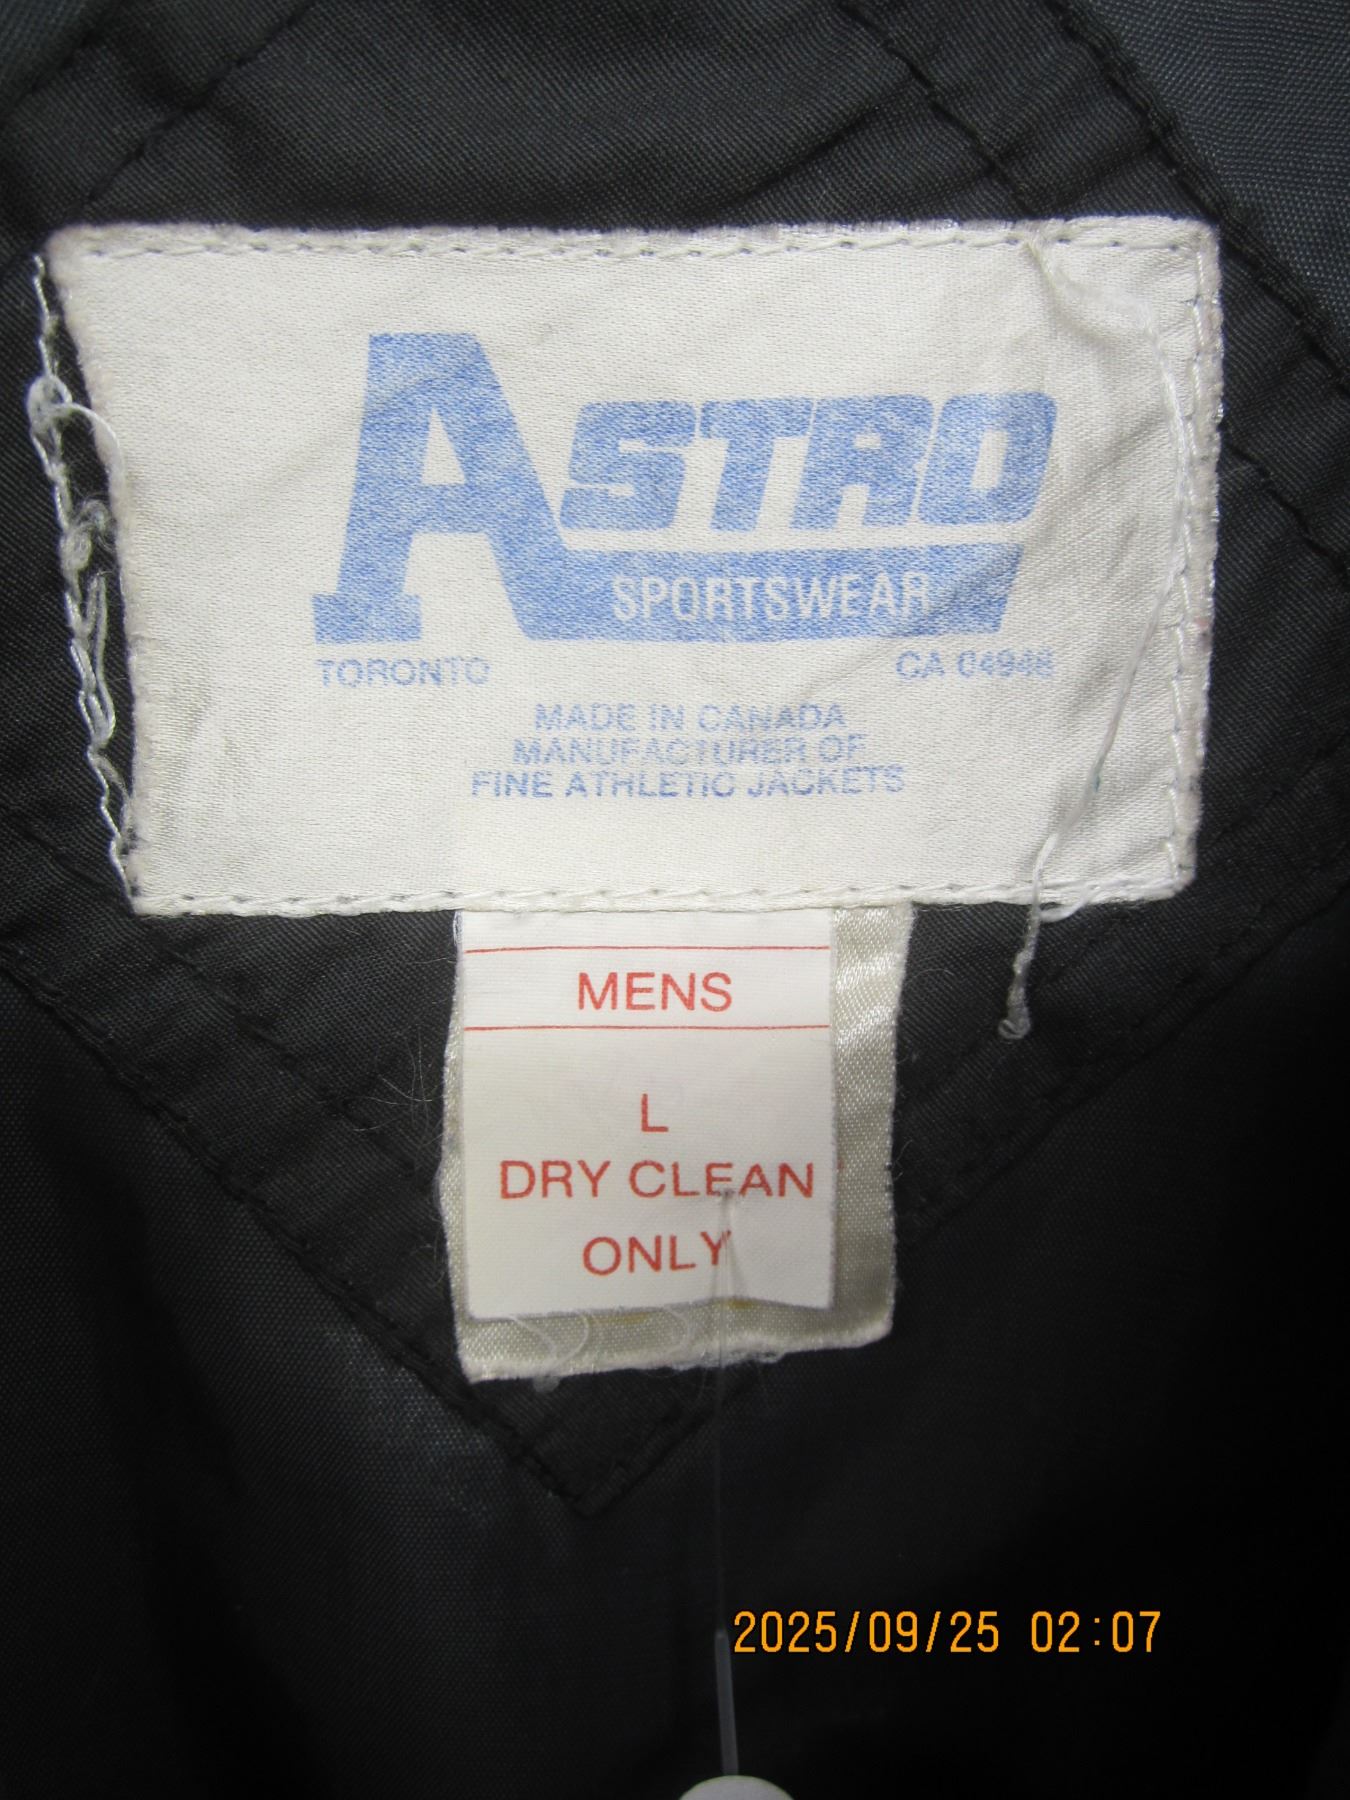 ASTRO
SPORTSWEAR
TORONTO CA 04948
MADE IN CANADA
MANUFACTURER OF
FINE ATHLETIC JACKETS
MENS
L
DRY CLEAN
ONLY
2025/09/25 02:07